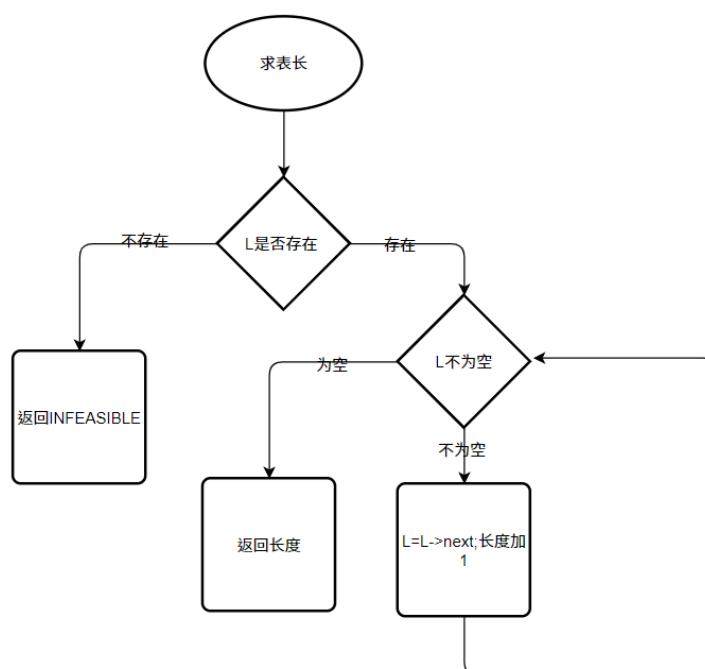 求表长
不存在
L是否存在
存在
为空
L不为空
返回INFEASIBLE
不为空
返回长度
L=L->next;长度加
1